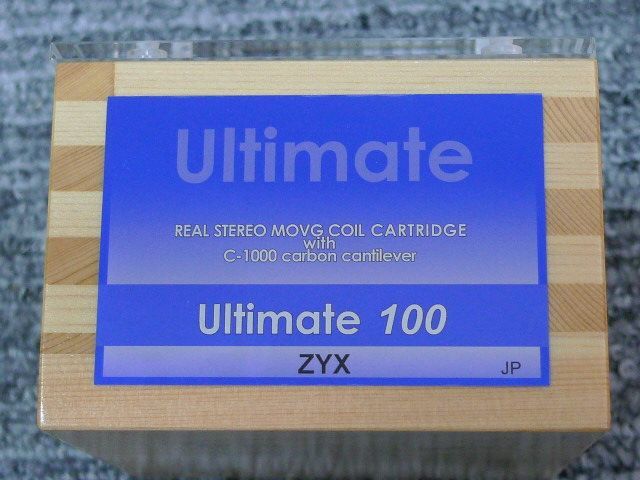 Ultimate
REAL STEREO MOVG COIL CARTRIDGE
with
C-1000 carbon cantilever
Ultimate 100
ZYX
JP